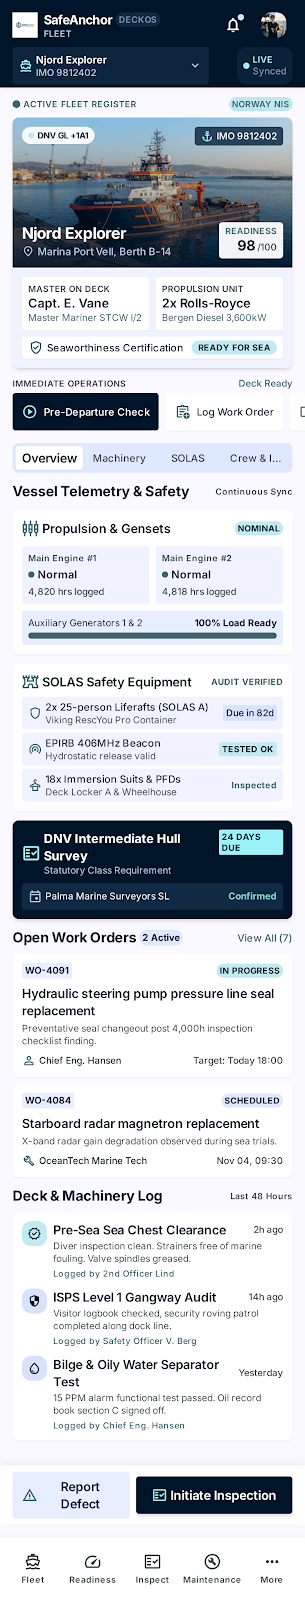 SafeAnchor DECKOS
FLEET
Njord Explorer
IMO 9812402
LIVE
Synced
ACTIVE FLEET REGISTER
NORWAY NIS
DNV GL +1A1
IMO 9812402
Njord Explorer
Marina Port Vell, Berth B-14
READINESS
98 /100
MASTER ON DECK
Capt. E. Vane
Master Mariner STCW I/2
PROPULSION UNIT
2x Rolls-Royce
Bergen Diesel 3,600kW
Seaworthiness Certification
READY FOR SEA
IMMEDIATE OPERATIONS
Deck Ready
Pre-Departure Check
Log Work Order
Overview
Machinery
SOLAS
Crew & I...
Vessel Telemetry & Safety
Continuous Sync
Propulsion & Gensets
NOMINAL
Main Engine #1
Normal
4,820 hrs logged
Main Engine #2
Normal
4,818 hrs logged
Auxiliary Generators 1 & 2
100% Load Ready
SOLAS Safety Equipment
AUDIT VERIFIED
2x 25-person Liferafts (SOLAS A)
Viking RescYou Pro Container
Due in 82d
EPIRB 406MHz Beacon
Hydrostatic release valid
TESTED OK
18x Immersion Suits & PFDs
Deck Locker A & Wheelhouse
Inspected
DNV Intermediate Hull
Survey
Statutory Class Requirement
24 DAYS
DUE
Palma Marine Surveyors SL
Confirmed
Open Work Orders
2 Active
View All (7)
WO-4091
IN PROGRESS
Hydraulic steering pump pressure line seal
replacement
Preventative seal changeout post 4,000h inspection
checklist finding.
Chief Eng. Hansen
Target: Today 18:00
WO-4084
SCHEDULED
Starboard radar magnetron replacement
X-band radar gain degradation observed during sea trials.
OceanTech Marine Tech
Nov 04, 09:30
Deck & Machinery Log
Last 48 Hours
Pre-Sea Sea Chest Clearance
2h ago
Diver inspection clean. Strainers free of marine
fouling. Valve spindles greased.
Logged by 2nd Officer Lind
ISPS Level 1 Gangway Audit
14h ago
Visitor logbook checked, security roving patrol
completed along dock line.
Logged by Safety Officer V. Berg
Bilge & Oily Water Separator
Test
Yesterday
15 PPM alarm functional test passed. Oil record
book section C signed off.
Logged by Chief Eng. Hansen
Report
Defect
Initiate Inspection
Fleet
Readiness
Inspect
Maintenance
More